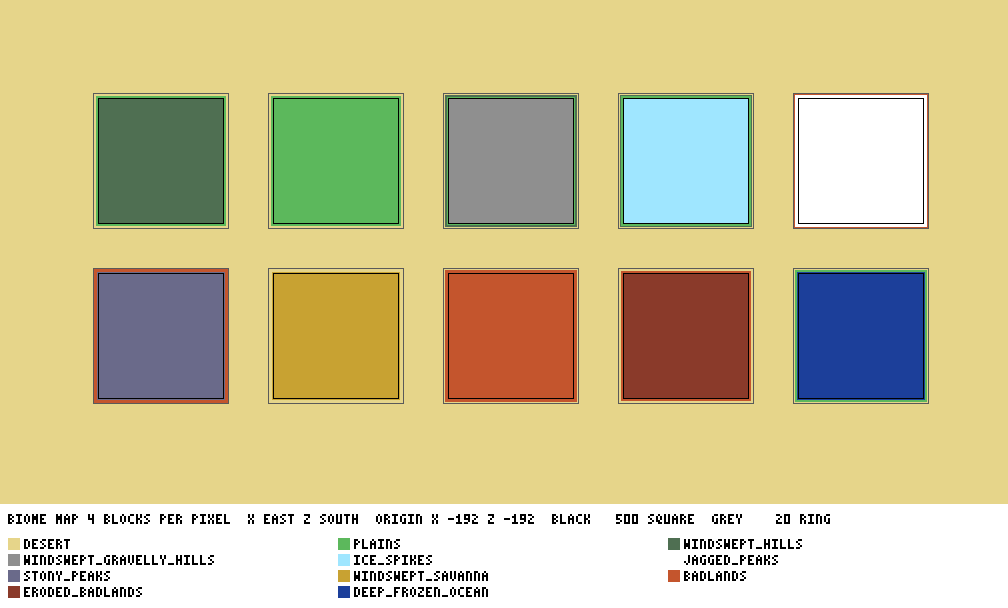 BIOME MAP 4 BLOCKS PER PIXEL X EAST Z SOUTH ORIGIN X -192 Z -192 BLACK 500 SQUARE GREY 20 RING
DESERT PLAINS WINDSWEPT_HILLS
WINDSWEPT_GRAVELLY_HILLS ICE_SPIKES JAGGED_PEAKS
STONY_PEAKS WINDSWEPT_SAVANNA BADLANDS
ERODED_BADLANDS DEEP_FROZEN_OCEAN